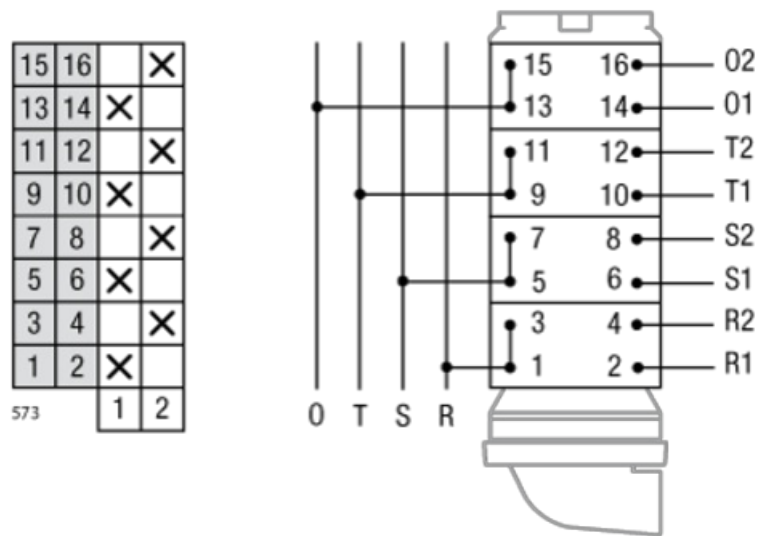 15 16 X
13 14 X
11 12 X
9 10 X
7 8 X
5 6 X
3 4 X
1 2 X
573 1 2
O T S R
15 16 O2
13 14 O1
11 12 T2
9 10 T1
7 8 S2
5 6 S1
3 4 R2
1 2 R1